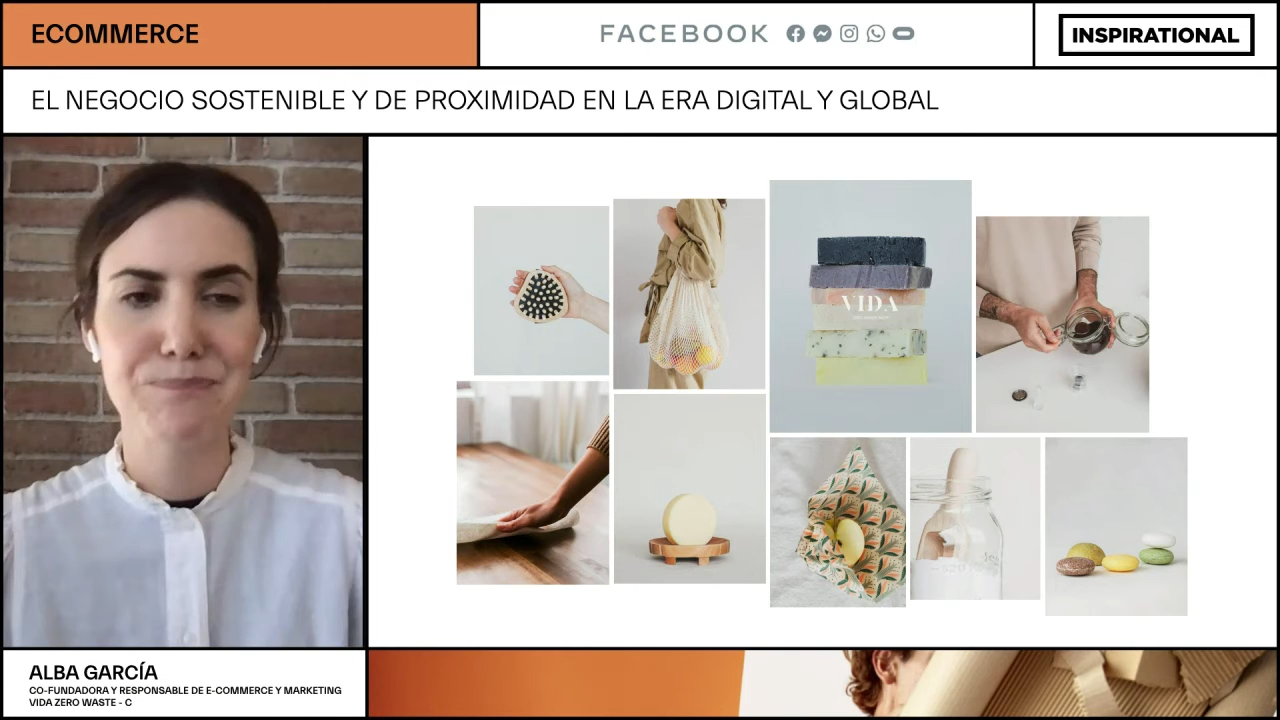 ECOMMERCE
FACEBOOK
INSPIRATIONAL
EL NEGOCIO SOSTENIBLE Y DE PROXIMIDAD EN LA ERA DIGITAL Y GLOBAL
VIDA
ALBA GARCÍA
CO-FUNDADORA Y RESPONSABLE DE E-COMMERCE Y MARKETING
VIDA ZERO WASTE - C